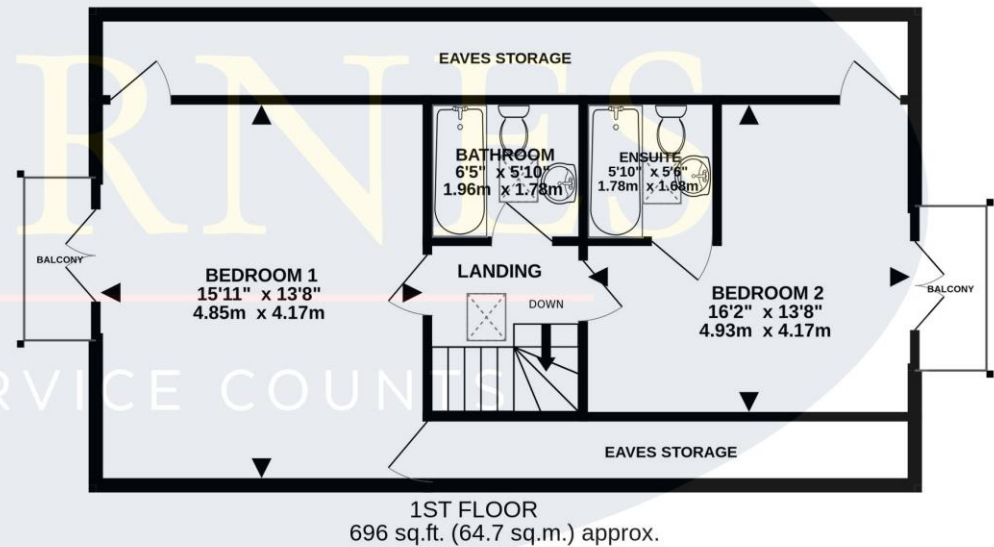 EAVES STORAGE
BATHROOM
6'5" x 5'10"
1.96m x 1.78m
ENSUITE
5'10" x 5'6"
1.78m x 1.68m
BALCONY
BEDROOM 1
15'11" x 13'8"
4.85m x 4.17m
LANDING
DOWN
BEDROOM 2
16'2" x 13'8"
4.93m x 4.17m
BALCONY
EAVES STORAGE
RNES
RVICE COUNTS
1ST FLOOR
696 sq.ft. (64.7 sq.m.) approx.